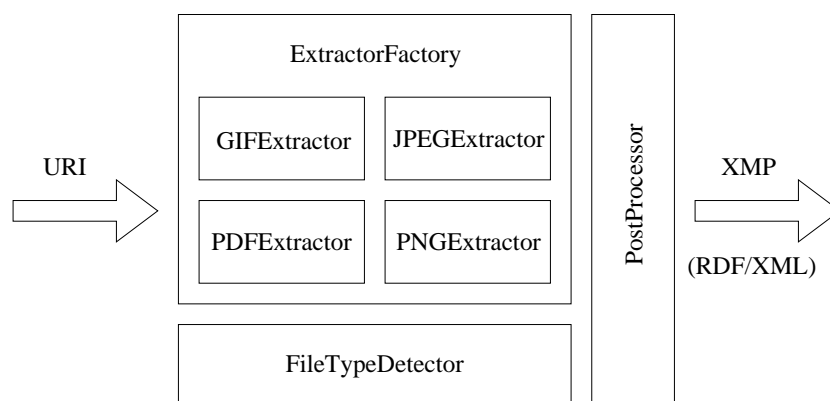 ExtractorFactory
GIFExtractor
JPEGExtractor
URI
PDFExtractor
PNGExtractor
FileTypeDetector
PostProcessor
XMP
(RDF/XML)